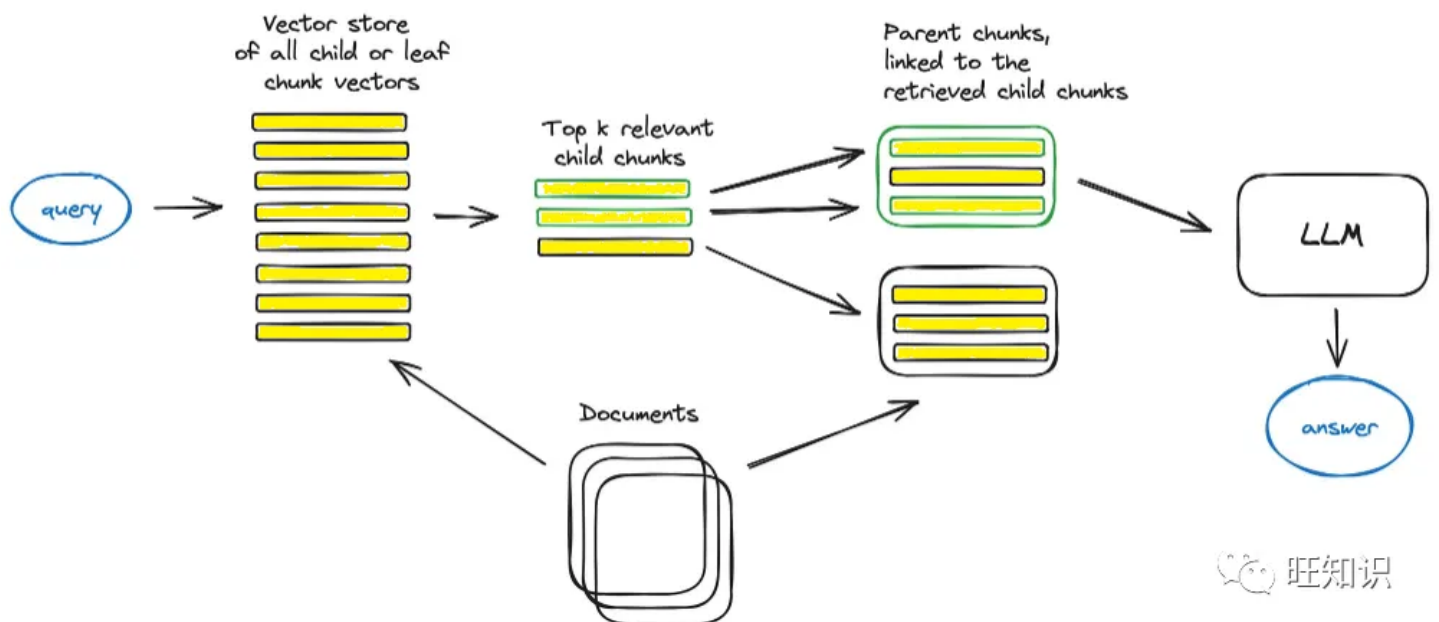 Vector store
of all child or leaf
chunk vectors
Parent chunks,
linked to the
retrieved child chunks
Top k relevant
child chunks
query
LLM
Documents
answer
旺知识